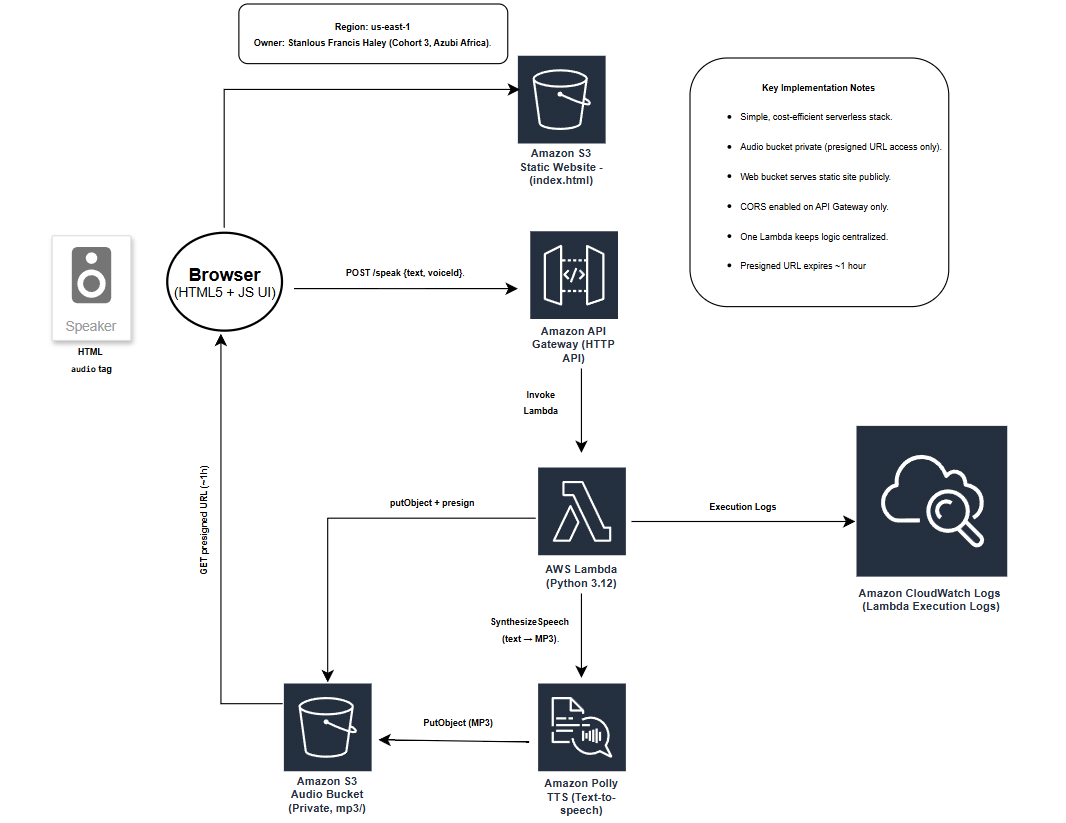 Region: us-east-1
Owner: Stanlous Francis Haley (Cohort 3, Azubi Africa).
Amazon S3
Static Website -
(index.html)
Key Implementation Notes
• Simple, cost-efficient serverless stack.
• Audio bucket private (presigned URL access only).
• Web bucket serves static site publicly.
• CORS enabled on API Gateway only.
• One Lambda keeps logic centralized.
• Presigned URL expires ~1 hour
Speaker
HTML
audio tag
Browser
(HTML5 + JS UI)
POST /speak {text, voiceId}.
</>
Amazon API
Gateway (HTTP
API)
Invoke
Lambda
GET presigned URL (~1h)
putObject + presign
AWS Lambda
(Python 3.12)
Execution Logs
Amazon CloudWatch Logs
(Lambda Execution Logs)
SynthesizeSpeech
(text → MP3).
Amazon S3
Audio Bucket
(Private, mp3/)
PutObject (MP3)
Amazon Polly
TTS (Text-to-
speech)